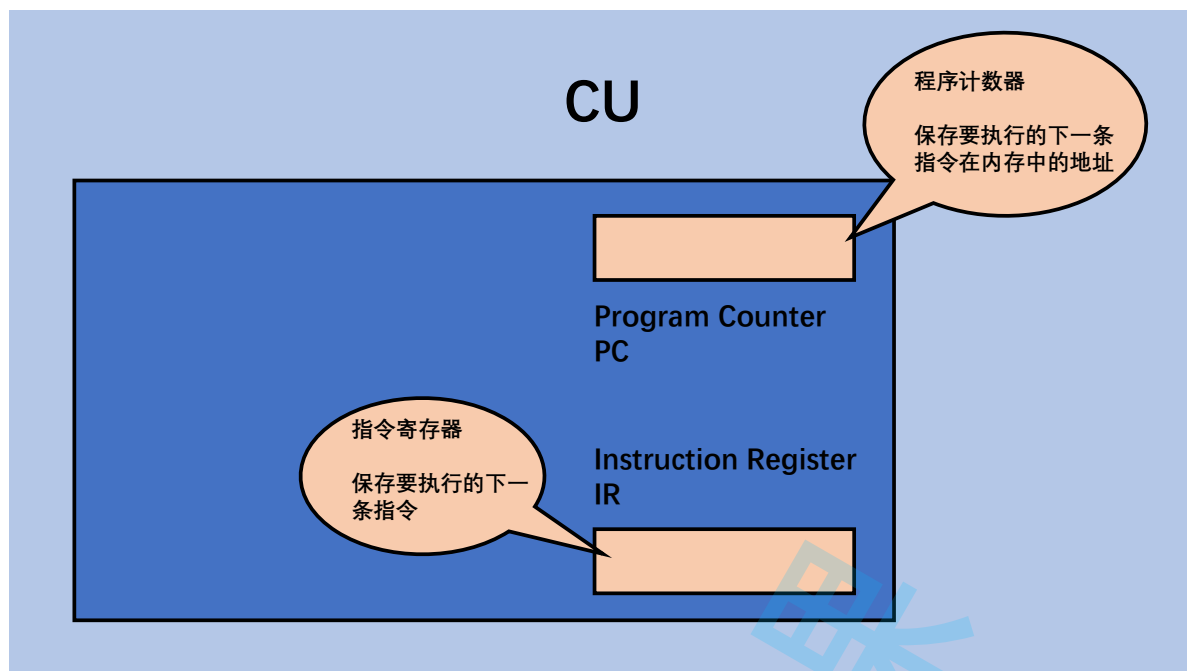 CU
程序计数器
保存要执行的下一条
指令在内存中的地址
Program Counter
PC
指令寄存器
保存要执行的下一
条指令
Instruction Register
IR